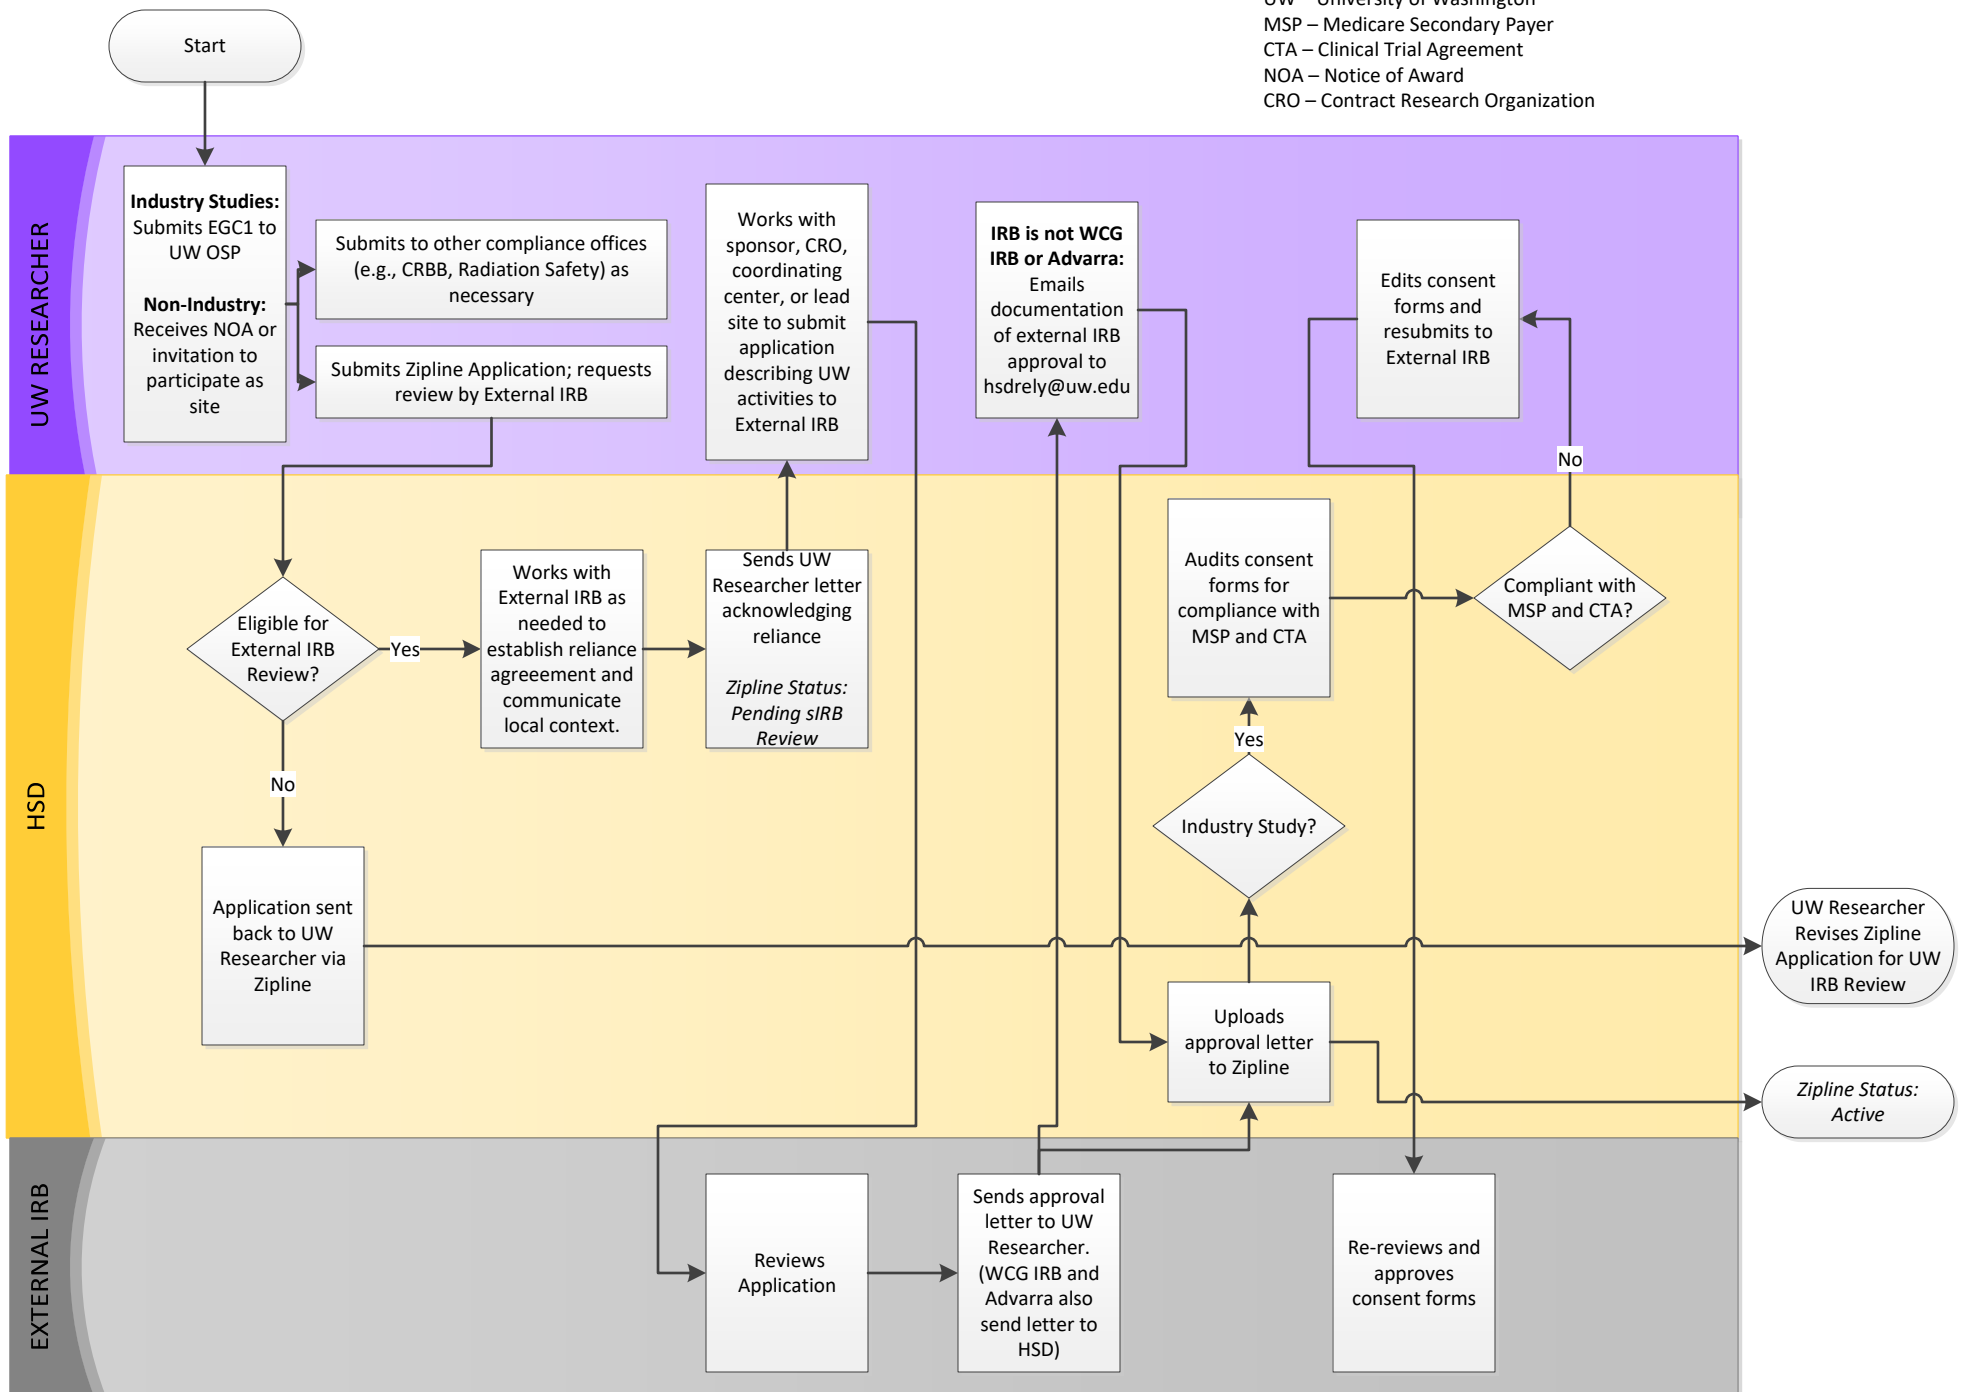 UW – University of Washington
MSP – Medicare Secondary Payer
CTA – Clinical Trial Agreement
NOA – Notice of Award
CRO – Contract Research Organization
Start
UW RESEARCHER
Industry Studies:
Submits EGC1 to
UW OSP
Non-Industry:
Receives NOA or
invitation to
participate as
site
Submits to other compliance offices
(e.g., CRBB, Radiation Safety) as
necessary
Submits Zipline Application; requests
review by External IRB
Works with
sponsor, CRO,
coordinating
center, or lead
site to submit
application
describing UW
activities to
External IRB
IRB is not WCG
IRB or Advarra:
Emails
documentation
of external IRB
approval to
hsdrely@uw.edu
Edits consent
forms and
resubmits to
External IRB
No
HSD
Eligible for
External IRB
Review?
Yes
Works with
External IRB as
needed to
establish reliance
agreeement and
communicate
local context.
Sends UW
Researcher letter
acknowledging
reliance
Zipline Status:
Pending sIRB
Review
Audits consent
forms for
compliance with
MSP and CTA
Compliant with
MSP and CTA?
Yes
Industry Study?
No
Application sent
back to UW
Researcher via
Zipline
UW Researcher
Revises Zipline
Application for UW
IRB Review
Uploads
approval letter
to Zipline
Zipline Status:
Active
EXTERNAL IRB
Reviews
Application
Sends approval
letter to UW
Researcher.
(WCG IRB and
Advarra also
send letter to
HSD)
Re-reviews and
approves
consent forms